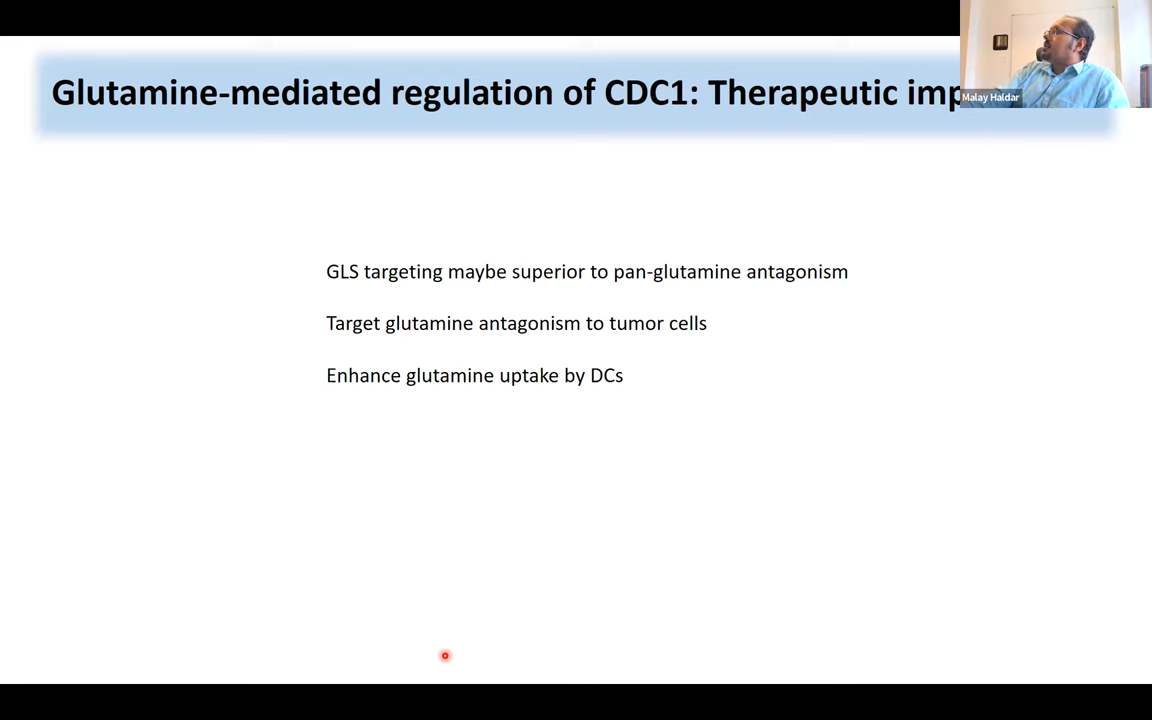 Glutamine-mediated regulation of CDC1: Therapeutic imp
Malay Haldar
GLS targeting maybe superior to pan-glutamine antagonism
Target glutamine antagonism to tumor cells
Enhance glutamine uptake by DCs